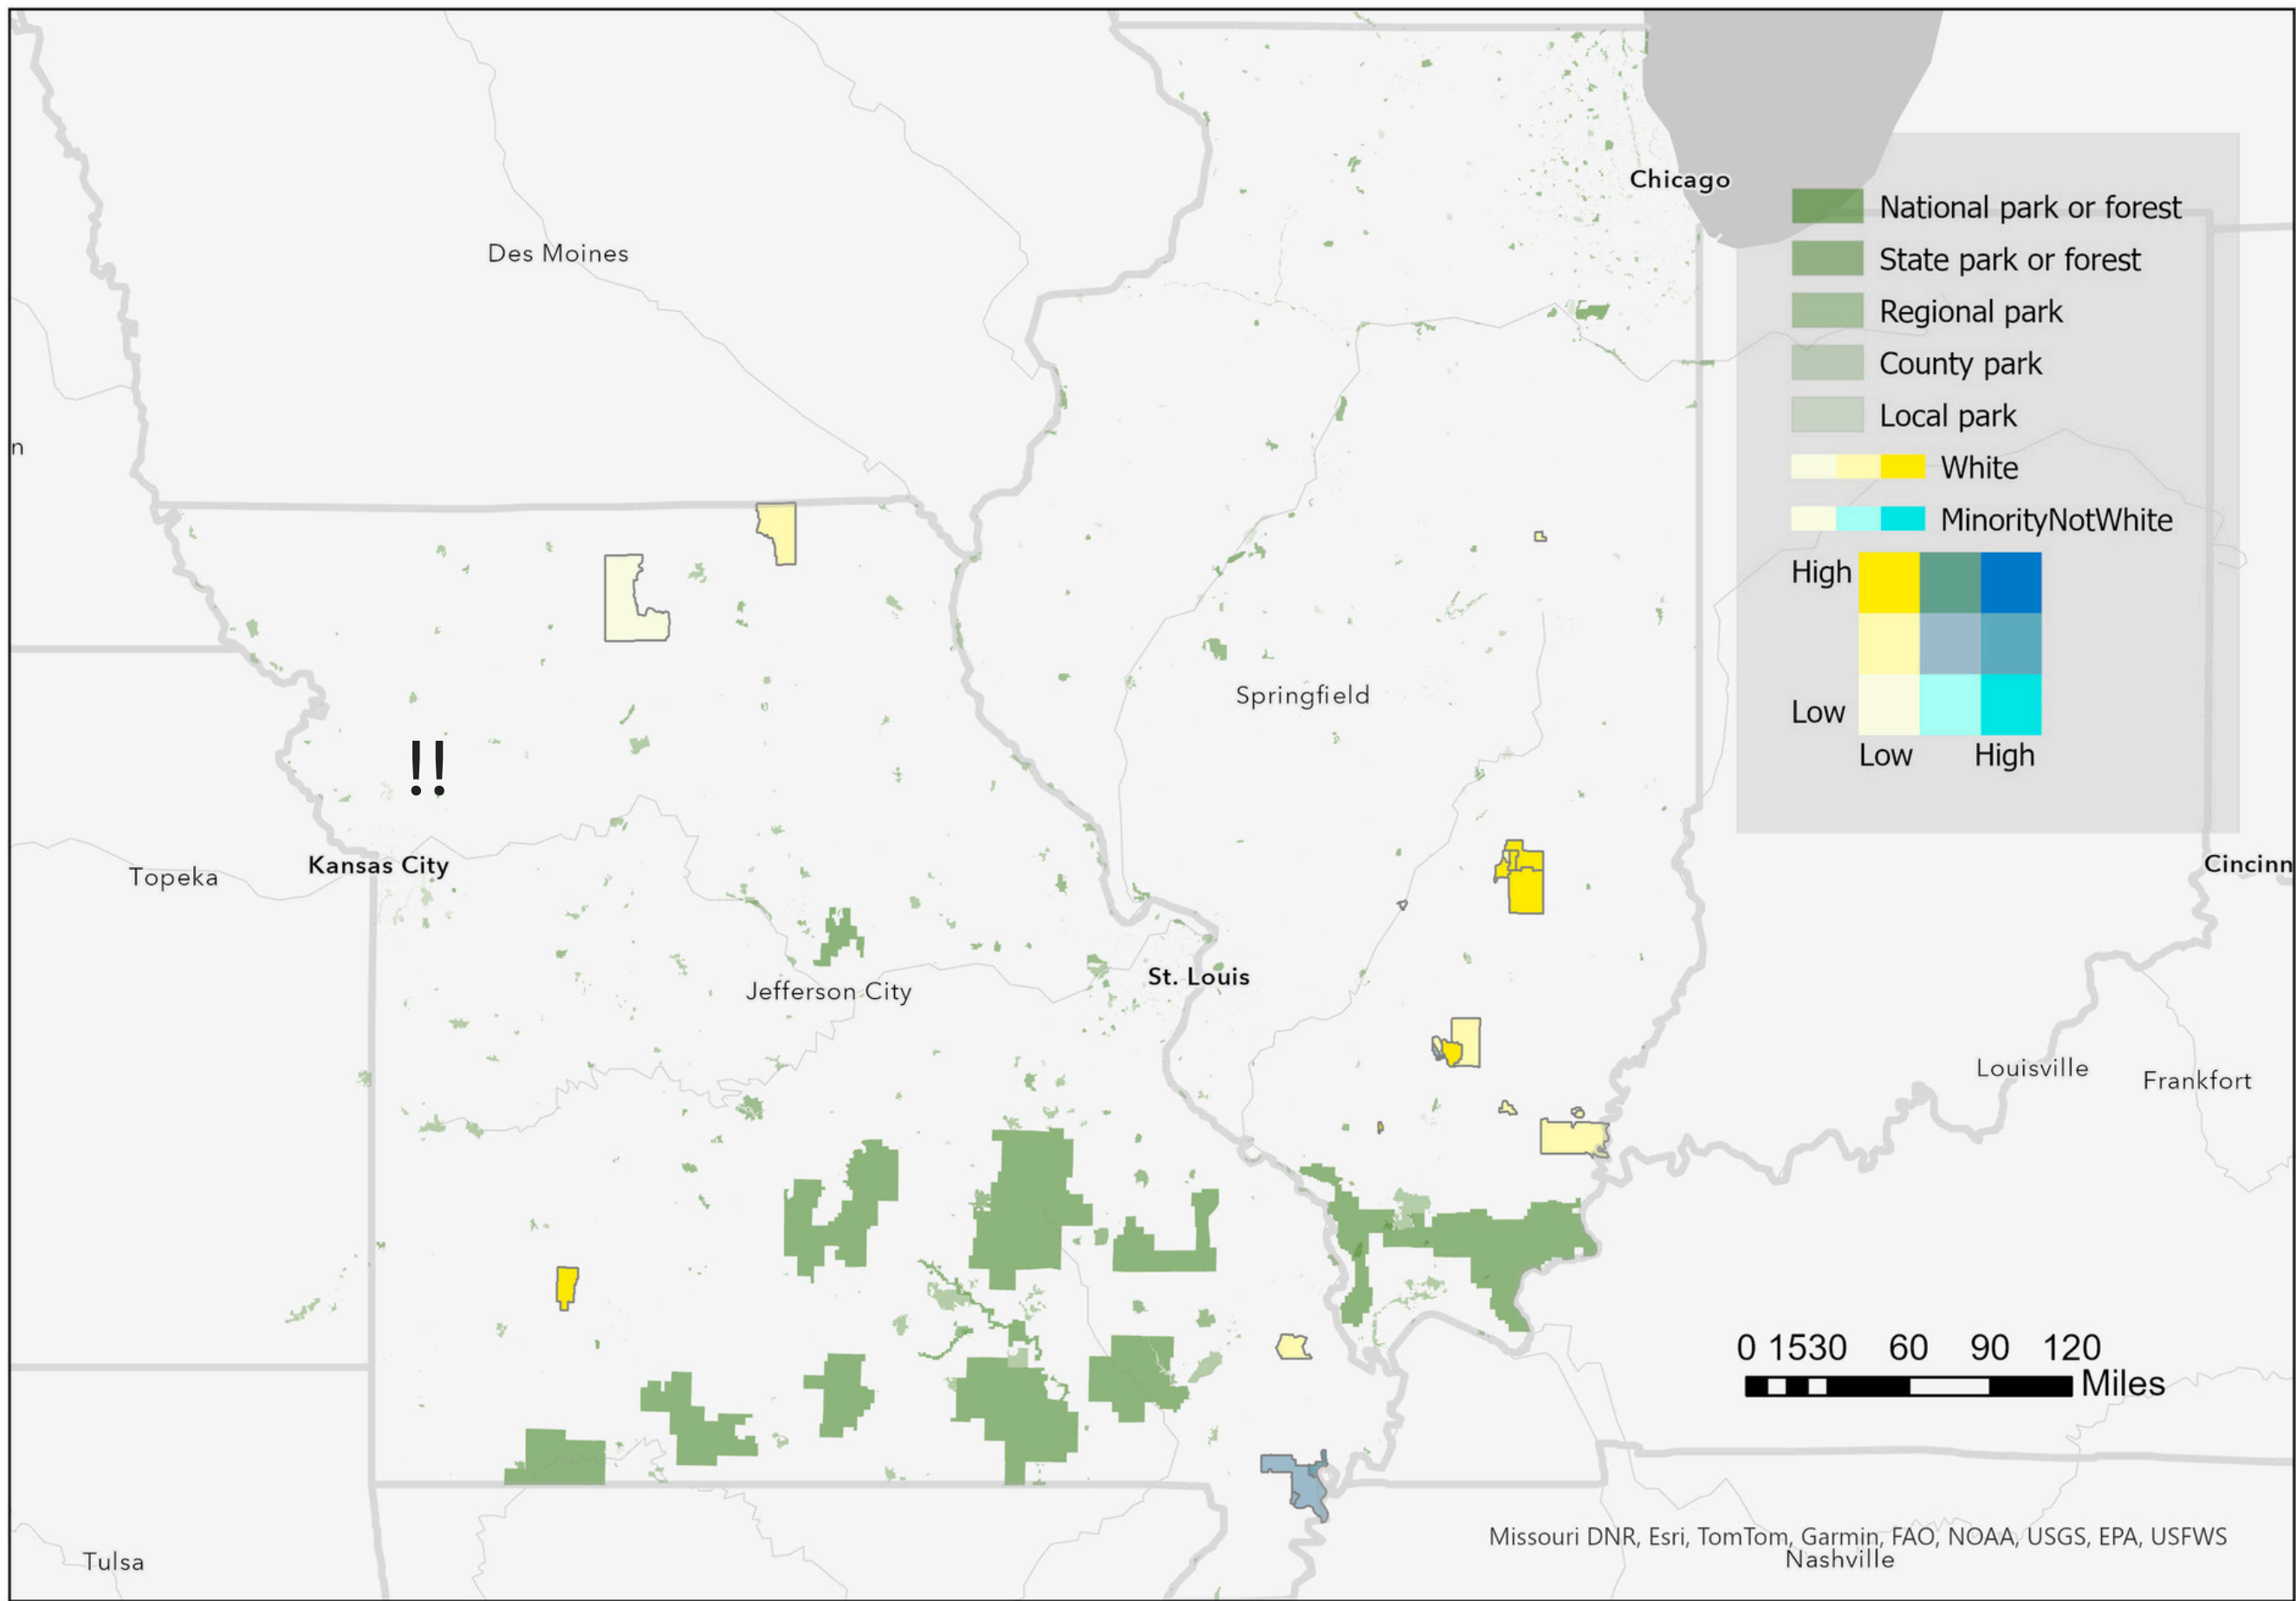 Chicago
Des Moines
National park or forest
State park or forest
Regional park
County park
Local park
n
White
MinorityNotWhite
High
Low
Low High
Springfield
!!
Kansas City
Topeka
Cincinn
St. Louis
Jefferson City
Louisville
Frankfort
0 1530 60 90 120
Miles
Missouri DNR, Esri, TomTom, Garmin, FAO, NOAA, USGS, EPA, USFWS
Nashville
Tulsa